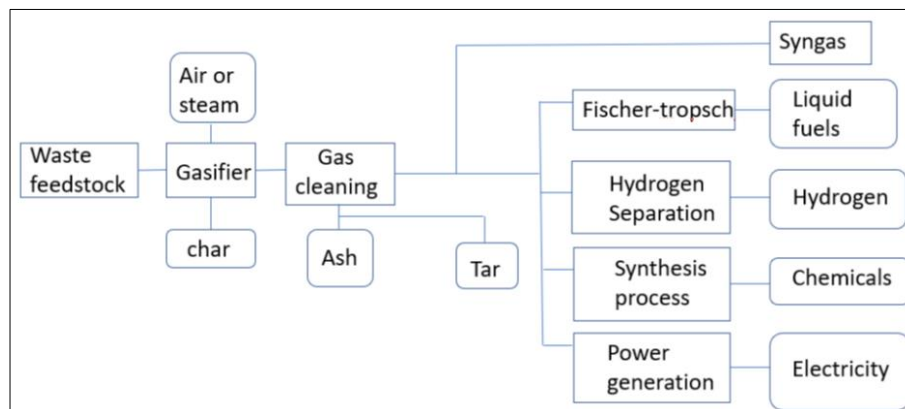 Syngas
Air or
steam
Fischer-tropsch
Liquid
fuels
Waste
feedstock
Gasifier
Gas
cleaning
Hydrogen
Separation
Hydrogen
char
Ash
Tar
Synthesis
process
Chemicals
Power
generation
Electricity